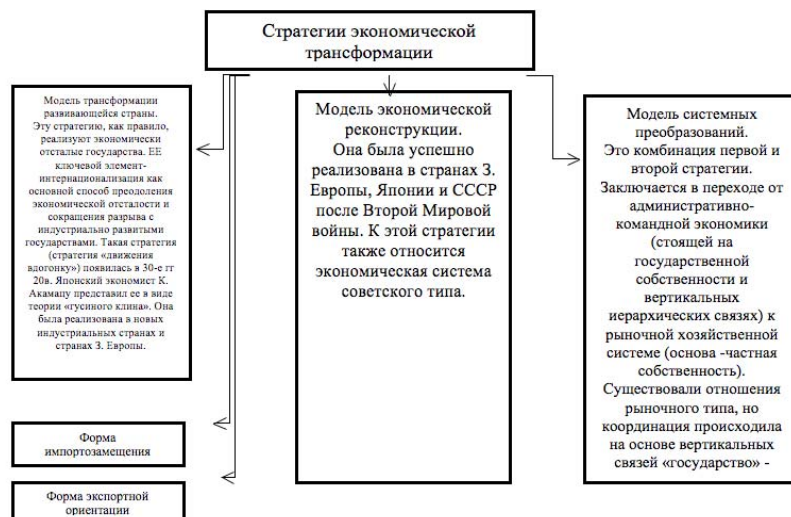 Стратегии экономической
трансформации
Модель трансформации
развивающейся страны.
Эту стратегию, как правило,
реализуют экономически
отсталые государства. ЕЕ
ключевой элемент-
интернационализация как
основной способ преодоления
экономической отсталости и
сокращения разрыва с
индустриально развитыми
государствами. Такая стратегия
(стратегия «движения
вдогонку») появилась в 30-е гг
20в. Японский экономист К.
Акамацу представил ее в виде
теории «гусиного клина». Она
была реализована в новых
индустриальных странах и
странах З. Европы.
Форма
импортозамещения
Форма экспортной
ориентации
Модель экономической
реконструкции.
Она была успешно
реализована в странах З.
Европы, Японии и СССР
после Второй Мировой
войны. К этой стратегии
также относится
экономическая система
советского типа.
Модель системных
преобразований.
Это комбинация первой и
второй стратегии.
Заключается в переходе от
административно-
командной экономики
(стоящей на
государственной
собственности и
вертикальных
иерархических связях) к
рыночной хозяйственной
системе (основа -частная
собственность).
Существовали отношения
рыночного типа, но
координация происходила
на основе вертикальных
связей «государство» -